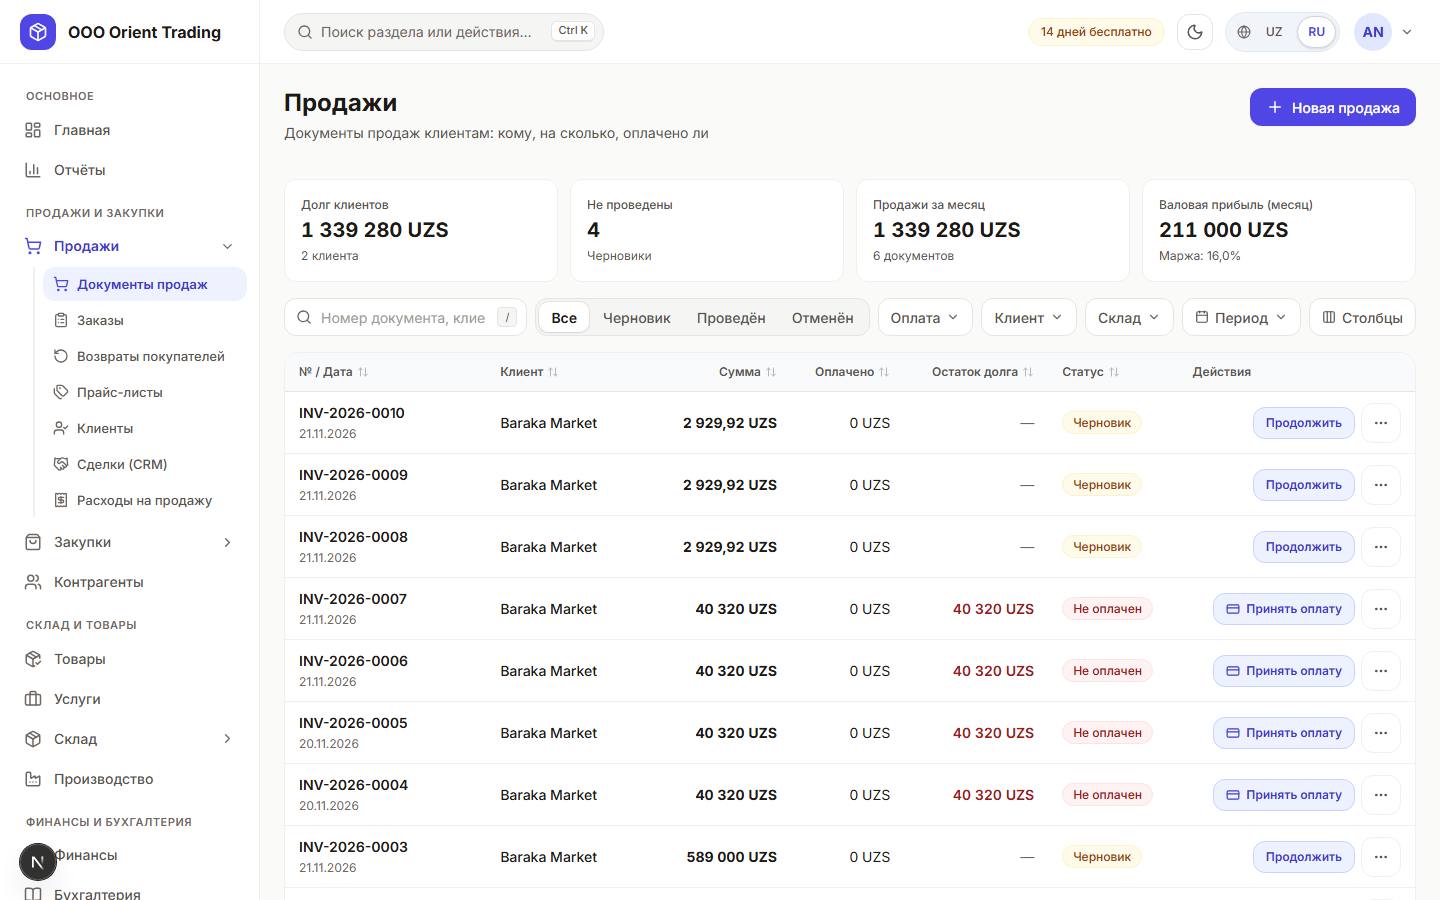 OOO Orient Trading
Поиск раздела или действия...
Ctrl K
14 дней бесплатно
UZ
RU
AN
ОСНОВНОЕ
Главная
Отчёты
ПРОДАЖИ И ЗАКУПКИ
Продажи
Документы продаж
Заказы
Возвраты покупателей
Прайс-листы
Клиенты
Сделки (CRM)
Расходы на продажу
Закупки
Контрагенты
СКЛАД И ТОВАРЫ
Товары
Услуги
Склад
Производство
ФИНАНСЫ И БУХГАЛТЕРИЯ
Финансы
N
Бухгалтерия
Продажи
Документы продаж клиентам: кому, на сколько, оплачено ли
Новая продажа
Долг клиентов
1 339 280 UZS
2 клиента
Не проведены
4
Черновики
Продажи за месяц
1 339 280 UZS
6 документов
Валовая прибыль (месяц)
211 000 UZS
Маржа: 16,0%
Номер документа, клие
/
Все
Черновик
Проведён
Отменён
Оплата
Клиент
Склад
Период
Столбцы
№ / Дата Клиент Сумма Оплачено Остаток долга Статус Действия
INV-2026-0010
21.11.2026
Baraka Market 2 929,92 UZS 0 UZS — Черновик Продолжить ...
INV-2026-0009
21.11.2026
Baraka Market 2 929,92 UZS 0 UZS — Черновик Продолжить ...
INV-2026-0008
21.11.2026
Baraka Market 2 929,92 UZS 0 UZS — Черновик Продолжить ...
INV-2026-0007
21.11.2026
Baraka Market 40 320 UZS 0 UZS 40 320 UZS Не оплачен Принять оплату ...
INV-2026-0006
21.11.2026
Baraka Market 40 320 UZS 0 UZS 40 320 UZS Не оплачен Принять оплату ...
INV-2026-0005
20.11.2026
Baraka Market 40 320 UZS 0 UZS 40 320 UZS Не оплачен Принять оплату ...
INV-2026-0004
20.11.2026
Baraka Market 40 320 UZS 0 UZS 40 320 UZS Не оплачен Принять оплату ...
INV-2026-0003
21.11.2026
Baraka Market 589 000 UZS 0 UZS — Черновик Продолжить ...